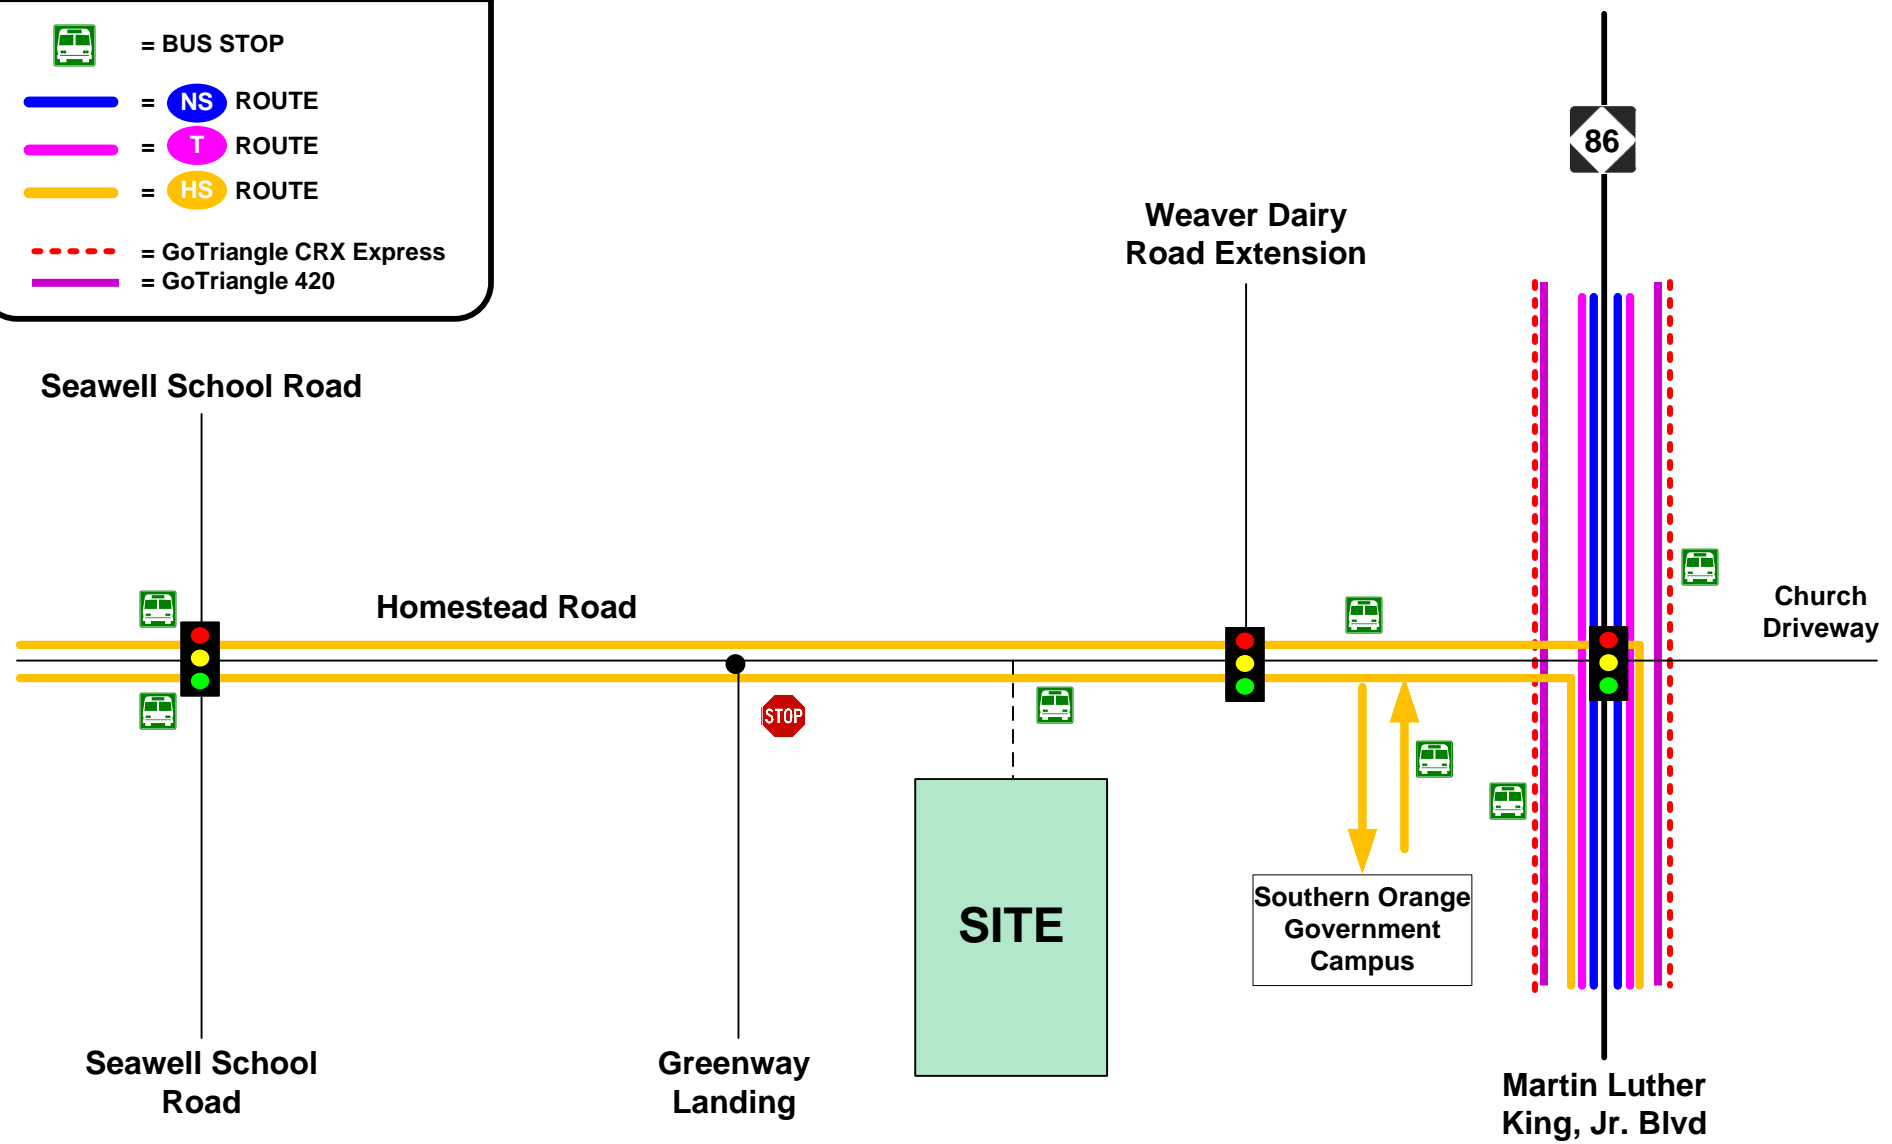 = BUS STOP
= NS ROUTE
= T ROUTE
= HS ROUTE
= GoTriangle CRX Express
= GoTriangle 420
86
Weaver Dairy
Road Extension
Seawell School Road
Homestead Road
Church
Driveway
STOP
SITE
Southern Orange
Government
Campus
Seawell School
Road
Greenway
Landing
Martin Luther
King, Jr. Blvd